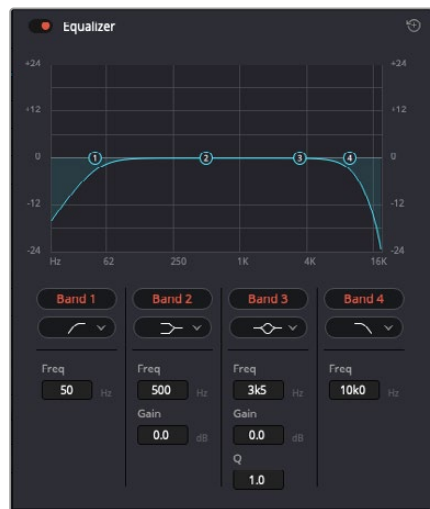 Equalizer
+24 +24
+12 +12
0 0
1 2 3 4
-12 -12
-24 -24
Hz 62 250 1K 4K 16K
Band 1 Band 2 Band 3 Band 4
Freq Freq Freq Freq
50 Hz 500 Hz 3k5 Hz 10k0 Hz
Gain Gain
0.0 dB 0.0 dB
Q
1.0